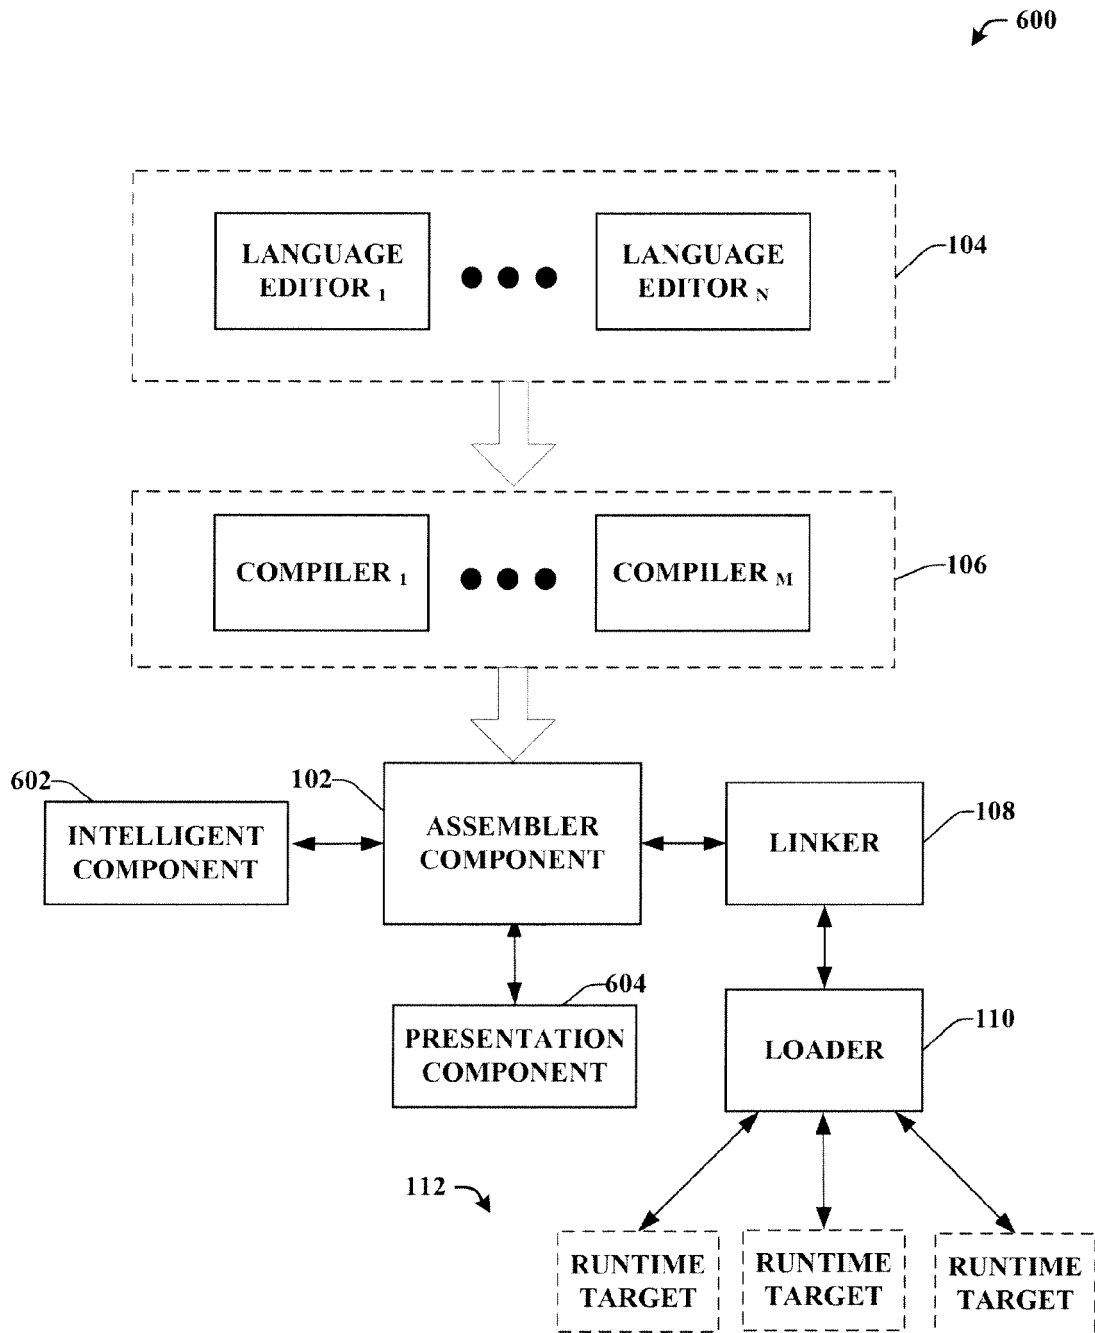 600
LANGUAGE
EDITOR 1
LANGUAGE
EDITOR N
104
COMPILER 1
COMPILER M
106
602
INTELLIGENT
COMPONENT
102
ASSEMBLER
COMPONENT
LINKER
108
604
PRESENTATION
COMPONENT
LOADER
110
112
RUNTIME
TARGET
RUNTIME
TARGET
RUNTIME
TARGET